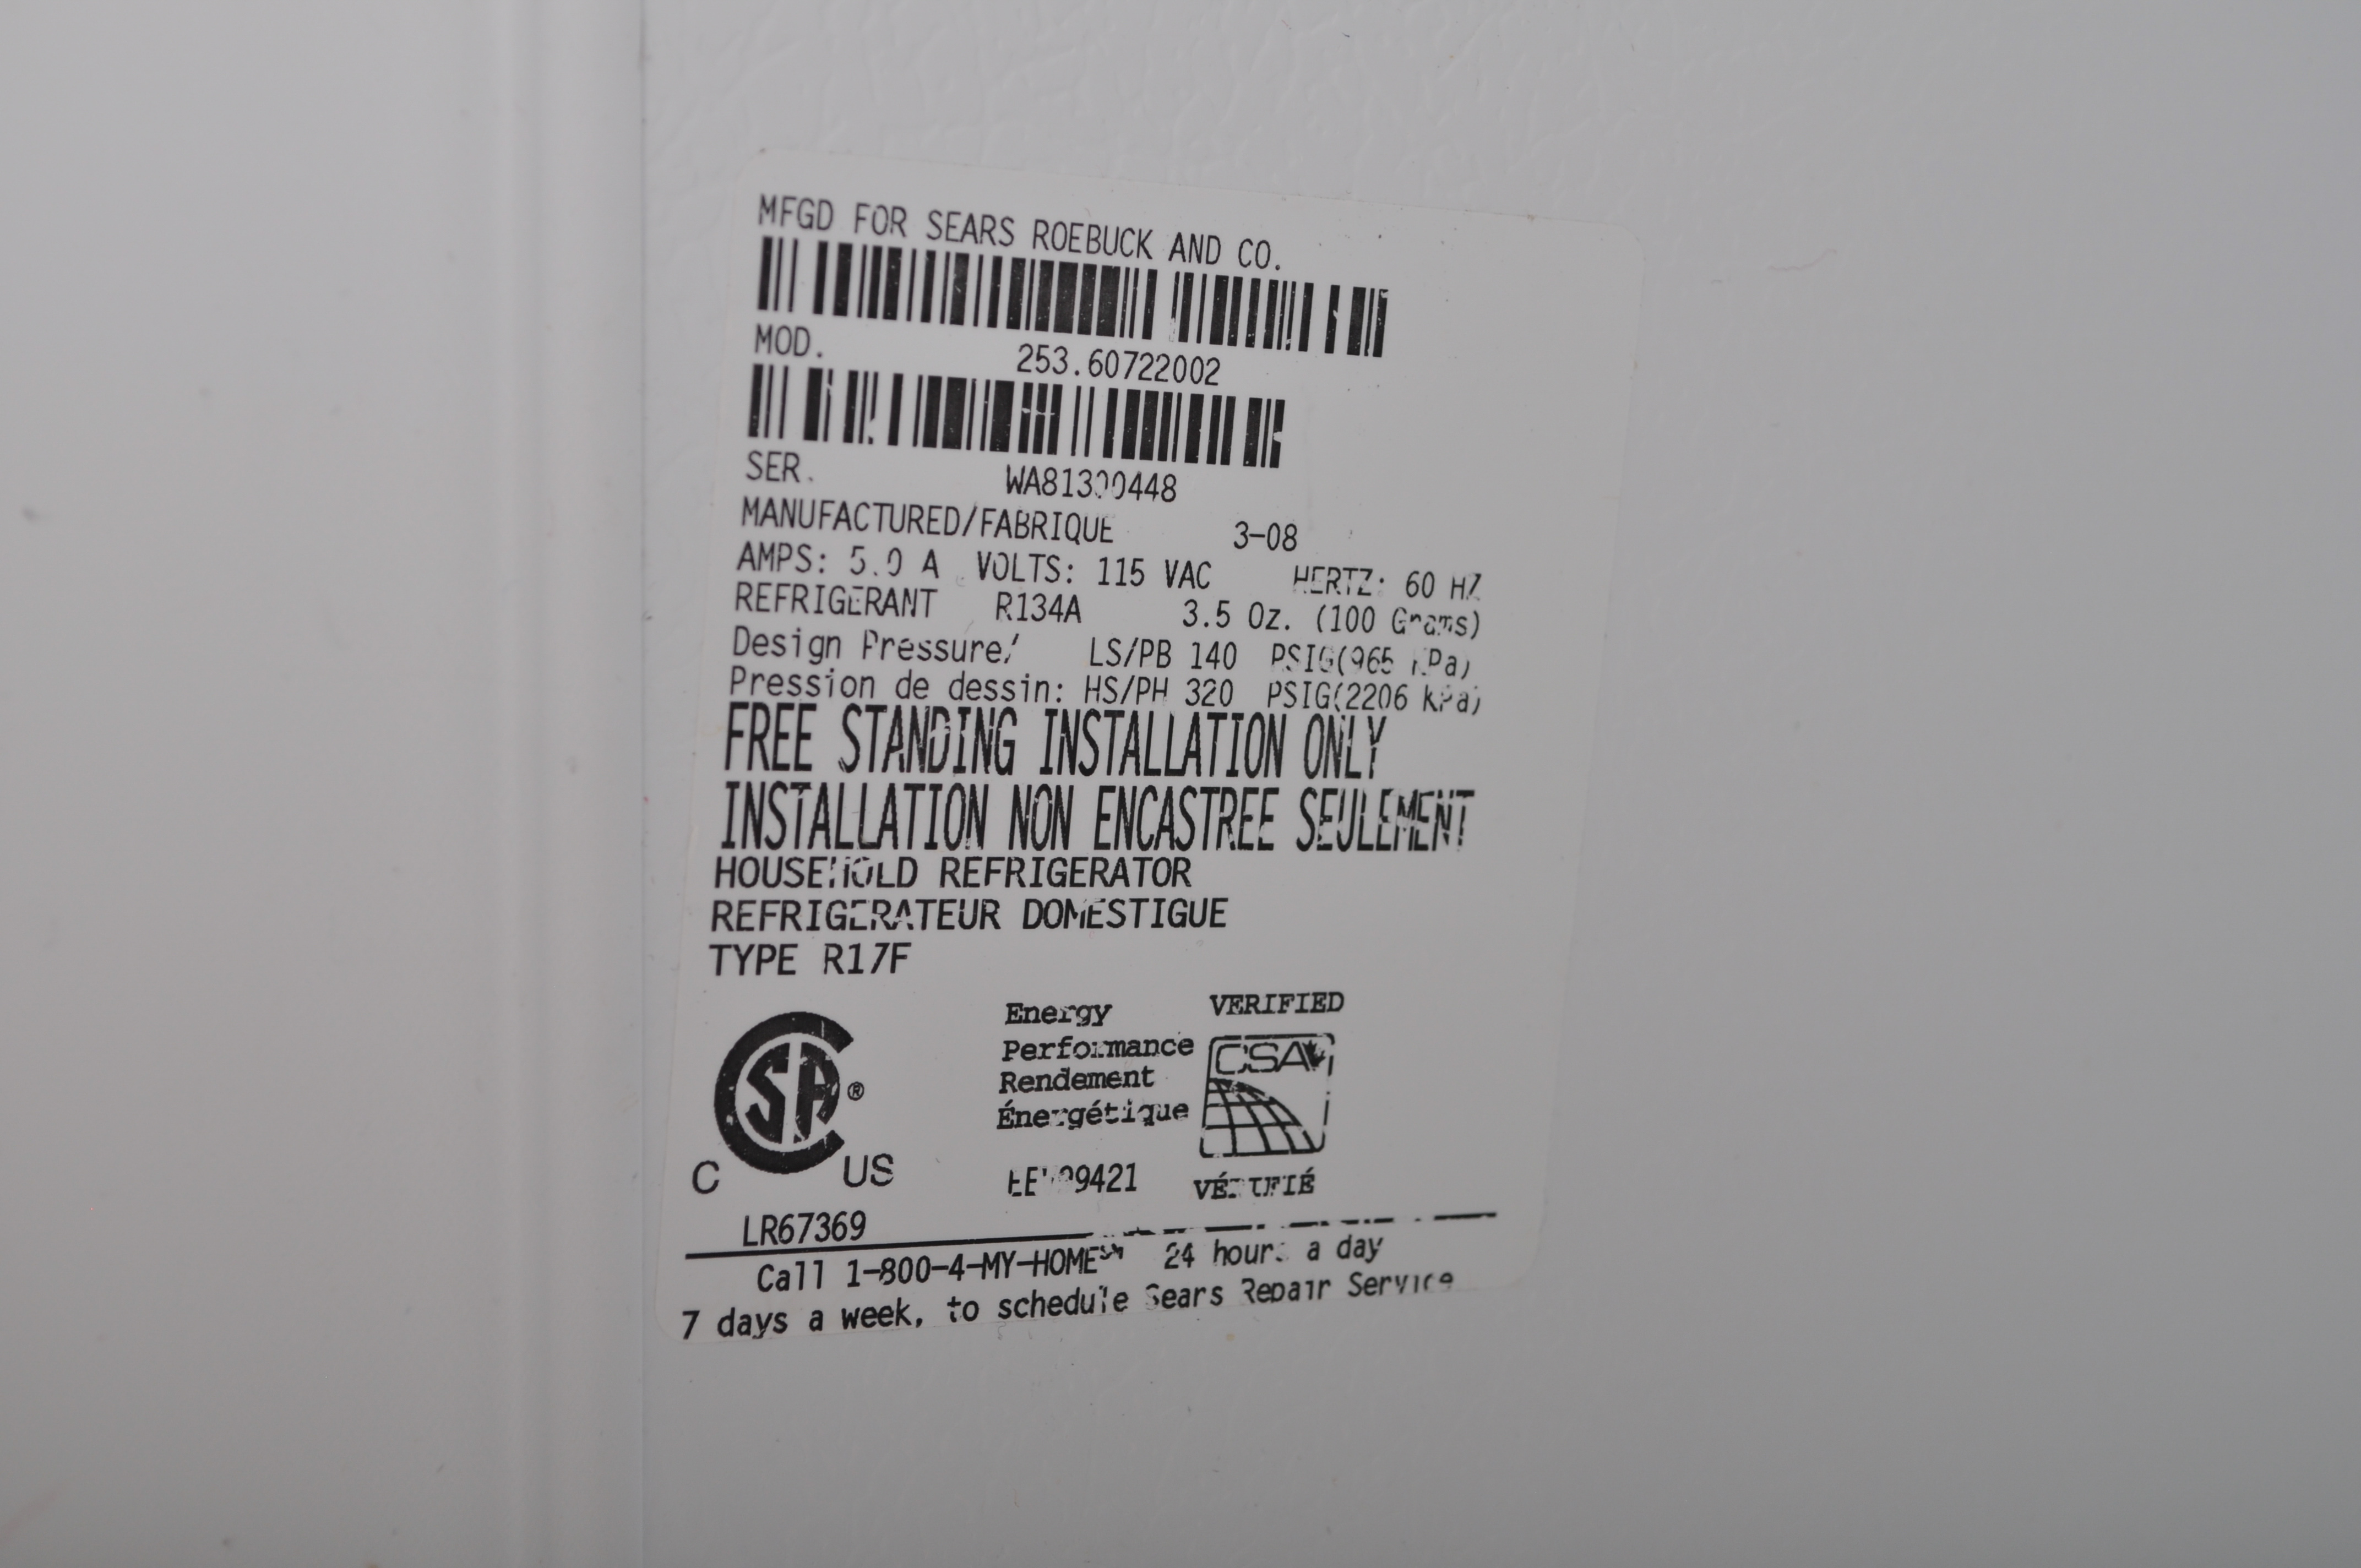 MFGD FOR SEARS ROEBUCK AND CO.
MOD. 253.60722002
SER.
MANUFACTURED/FABRIQUE 3-08
AMPS: 5.0 A VOLTS: 115 VAC HERTZ: 60 HZ
REFRIGERANT R134A 3.5 Oz. (100 Grams)
Design Pressure/ LS/PB 140 PSIG(965 kPa)
Pression de dessin: HS/PH 320 PSIG(2206 kPa)
FREE STANDING INSTALLATION ONLY
INSTALLATION NON ENCASTREE SEULEMENT
HOUSEHOLD REFRIGERATOR
REFRIGERATEUR DOMESTIGUE
TYPE R17F
Energy VERIFIED
Performance CSA
Rendement
Énergétique
SA ®
C US
VÉRIFIÉ
LR67369
Call 1-800-4-MY-HOME℠ 24 hours a day
7 days a week, to schedule Sears Repair Service